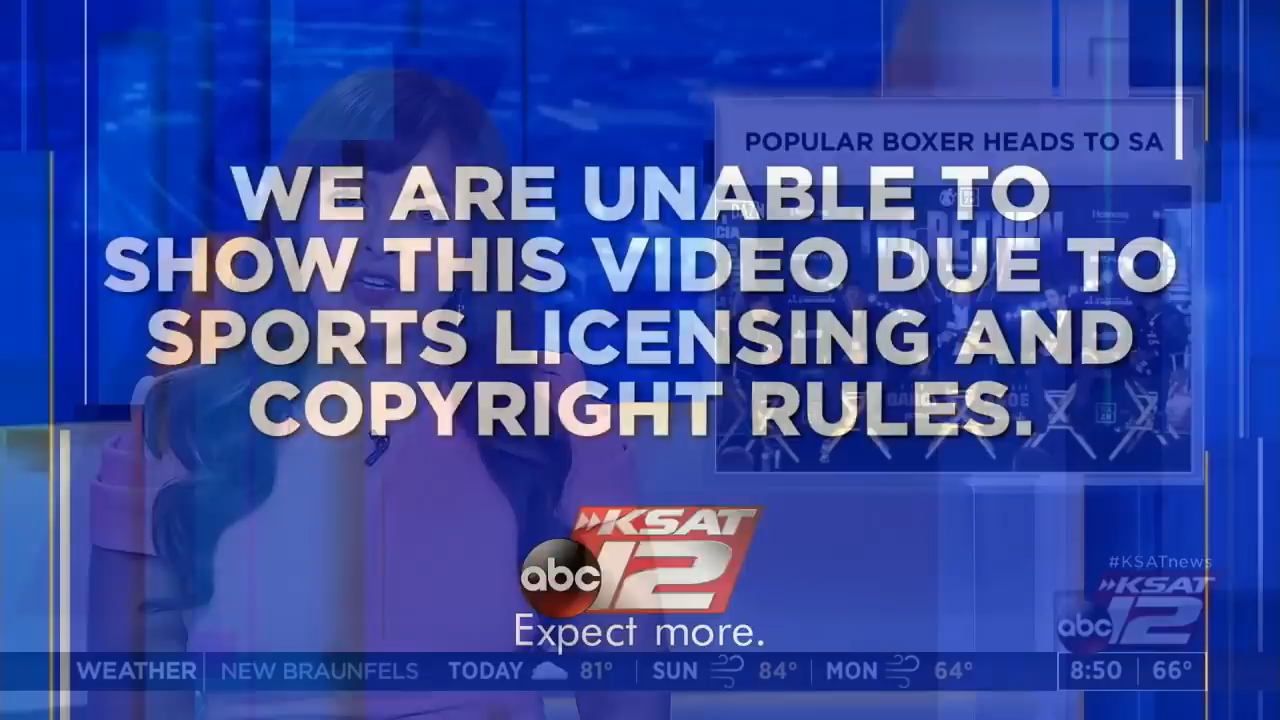 POPULAR BOXER HEADS TO SA
WE ARE UNABLE TO
SHOW THIS VIDEO DUE TO
SPORTS LICENSING AND
COPYRIGHT RULES.
KSAT
abc 12
Expect more.
#KSATnews
KSAT
abc 12
WEATHER NEW BRAUNFELS TODAY 81° SUN 84° MON 64° 8:50 66°